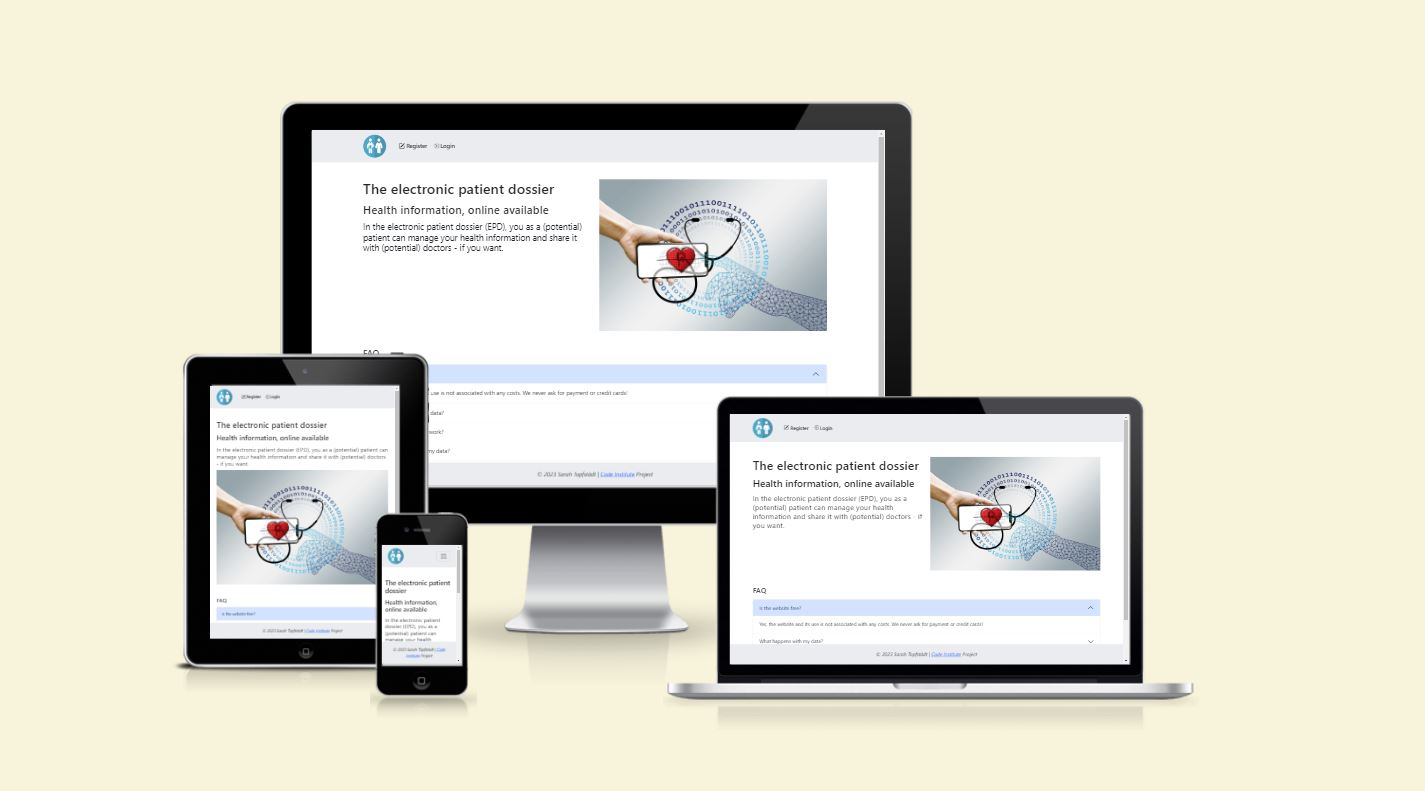 Register Login
The electronic patient dossier
Health information, online available
In the electronic patient dossier (EPD), you as a (potential)
patient can manage your health information and share it
with (potential) doctors - if you want.
FAQ
use is not associated with any costs. We never ask for payment or credit cards!
data?
work?
my data?
© 2023 Sarah Topfstädt | Code Institute Project
Register Login
The electronic patient dossier
Health information, online available
In the electronic patient dossier (EPD), you as a (potential) patient can
manage your health information and share it with (potential) doctors
- if you want.
FAQ
Is the website free?
© 2023 Sarah Topfstädt | Code Institute Project
The electronic patient
dossier
Health information,
online available
In the electronic patient
dossier (EPD), you as a
(potential) patient can
manage your health
© 2023 Sarah Topfstädt | Code
Institute Project
Register Login
The electronic patient dossier
Health information, online available
In the electronic patient dossier (EPD), you as a
(potential) patient can manage your health
information and share it with (potential) doctors - if
you want.
FAQ
Is the website free?
Yes, the website and its use is not associated with any costs. We never ask for payment or credit cards!
What happens with my data?
© 2023 Sarah Topfstädt | Code Institute Project